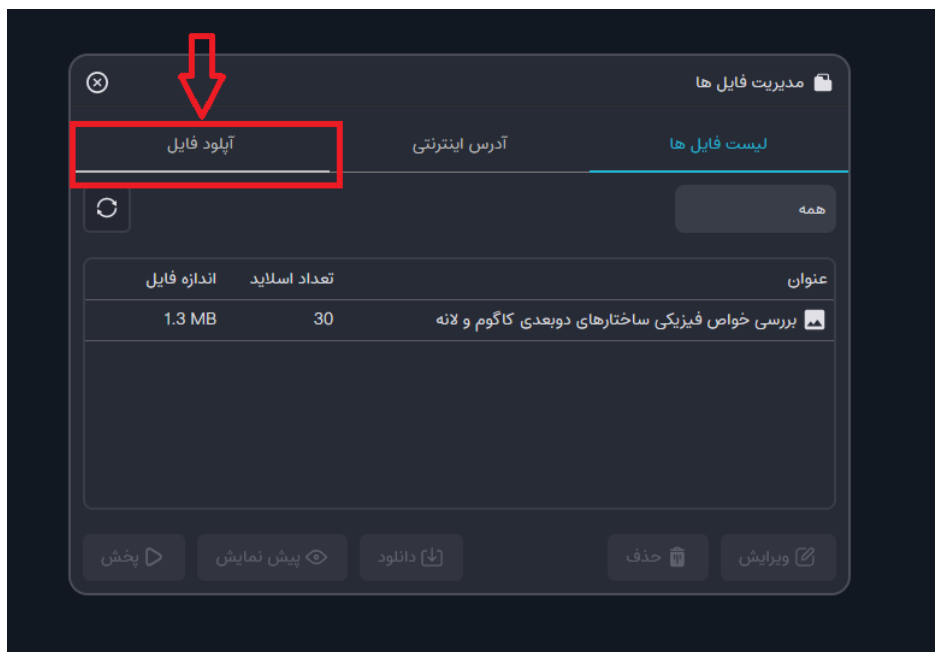 مدیریت فایل ها
لیست فایل ها
آدرس اینترنتی
آپلود فایل
همه
عنوان تعداد اسلاید اندازه فایل
بررسی خواص فیزیکی ساختارهای دوبعدی کاگوم و لانه 30 1.3 MB
ویرایش
حذف
دانلود
پیش نمایش
پخش